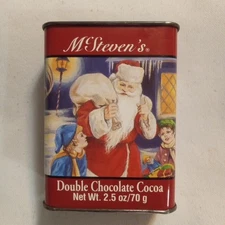 McSteven's®
Double Chocolate Cocoa
Net Wt. 2.5 oz/70 g